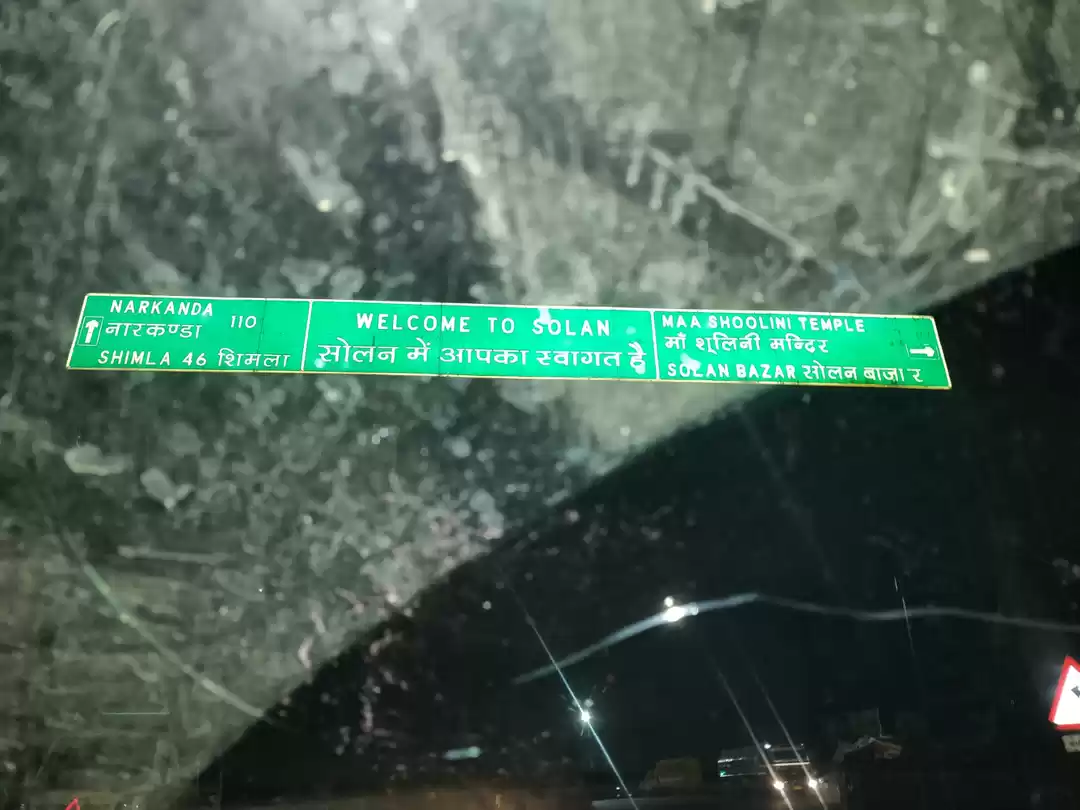 NARKANDA 110
नारकण्डा
SHIMLA 46 शिमला
WELCOME TO SOLAN
सोलन में आपका स्वागत है
MAA SHOOLINI TEMPLE
माँ शूलिनी मन्दिर
SOLAN BAZAR सोलन बाजार